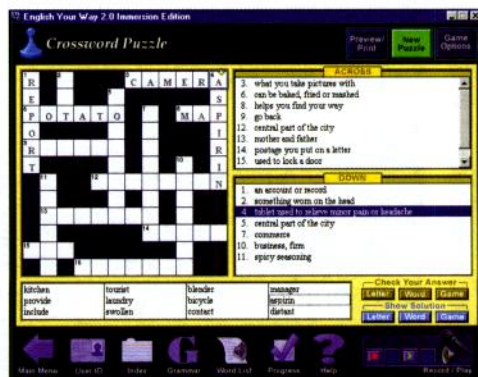 English Your Way 2.0 Immersion Edition
Crossword Puzzle
Preview/ Print
New Puzzle
Game Options
ACROSS
3. what you take pictures with
6. can be baked, fried or mashed
8. helps you find your way
9. go back
12. central part of the city
13. mother and father
14. postage you put on a letter
15. used to lock a door
DOWN
1. an account or record
2. something worn on the head
4. tablet used to relieve minor pain or headache
5. central part of the city
7. commerce
10. business, firm
11. spicy seasoning
CAMERA
REPORT
POTATO
MAP
ASPIRIN
kitchen tourist blender manager
provide laundry bicycle aspirin
include swollen contact distant
Check Your Answer
Letter Word Game
Show Solution
Letter Word Game
Main Menu User ID Index Grammar Word List Progress Help Record / Play